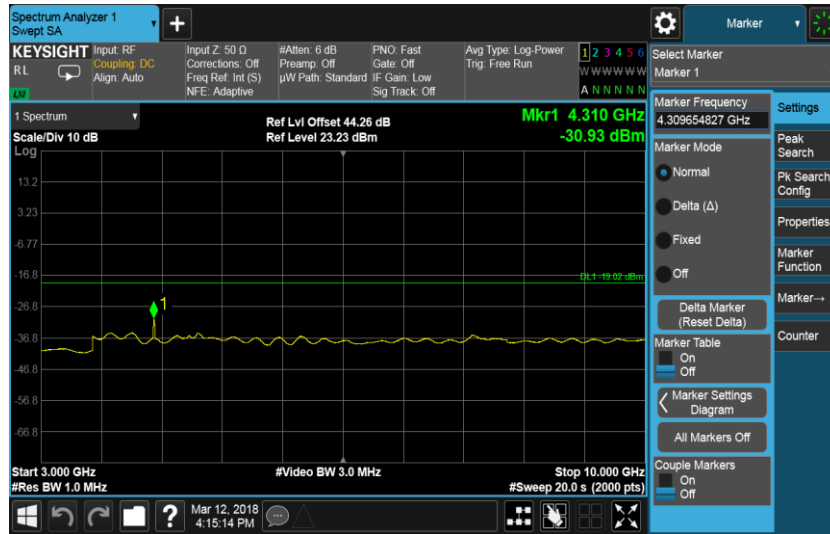 Spectrum Analyzer 1
Swept SA
Marker
KEYSIGHT
RL
LXI
Input: RF
Coupling: DC
Align: Auto
Input Z: 50 Ω
Corrections: Off
Freq Ref: Int (S)
NFE: Adaptive
#Atten: 6 dB
Preamp: Off
µW Path: Standard
PNO: Fast
Gate: Off
IF Gain: Low
Sig Track: Off
Avg Type: Log-Power
Trig: Free Run
1 2 3 4 5 6
W W W W W W
A N N N N N
Select Marker
Marker 1
1 Spectrum
Scale/Div 10 dB
Log
Ref Lvl Offset 44.26 dB
Ref Level 23.23 dBm
Mkr1 4.310 GHz
-30.93 dBm
13.2
3.23
-6.77
-16.8
-26.8
-36.8
-46.8
-56.8
-66.8
DL1 -19.02 dBm
1
Start 3.000 GHz
#Res BW 1.0 MHz
#Video BW 3.0 MHz
Stop 10.000 GHz
#Sweep 20.0 s (2000 pts)
Marker Frequency
4.309654827 GHz
Marker Mode
Normal
Delta (Δ)
Fixed
Off
Delta Marker
(Reset Delta)
Marker Table
On
Off
Marker Settings
Diagram
All Markers Off
Couple Markers
On
Off
Settings
Peak
Search
Pk Search
Config
Properties
Marker
Function
Marker→
Counter
?
Mar 12, 2018
4:15:14 PM